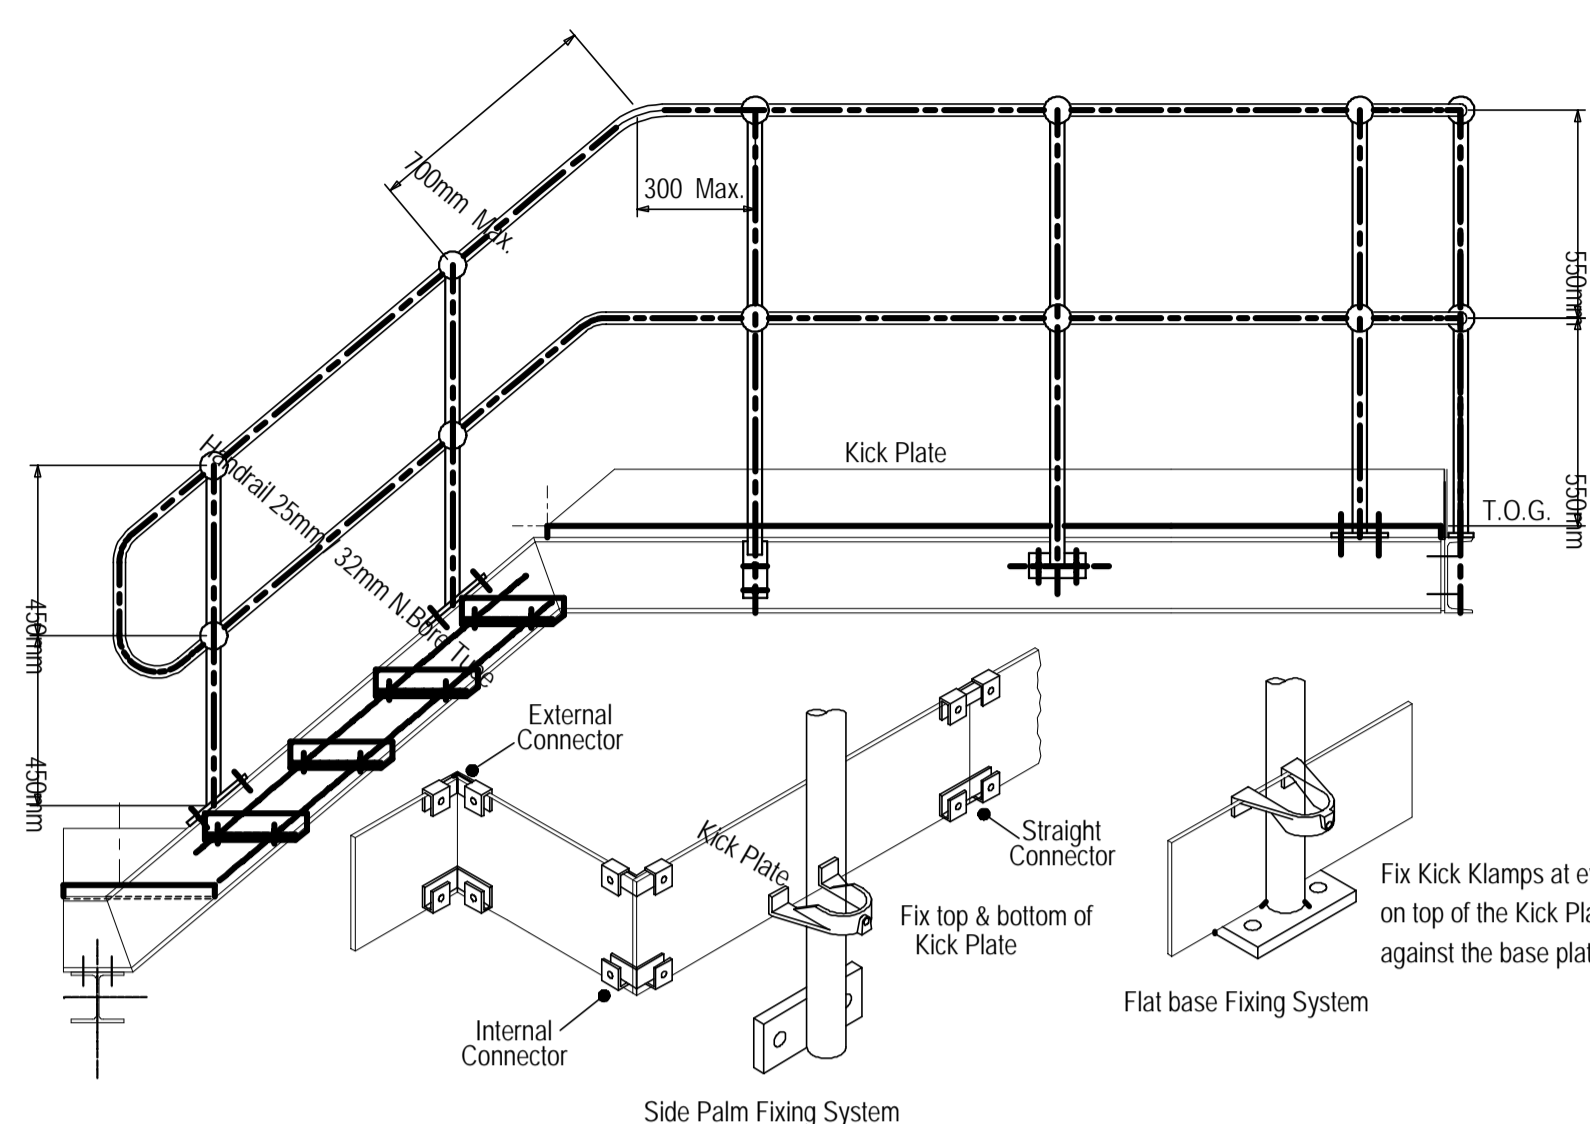 700mm Max.
300 Max.
550mm
Handrail 25mm / 32mm N.Bore Tube
Kick Plate
T.O.G.
550mm
450mm
450mm
External
Connector
Kick Plate
Straight
Connector
Fix top & bottom of
Kick Plate
Fix Kick Klamps at e
on top of the Kick Pla
against the base plat
Flat base Fixing System
Internal
Connector
Side Palm Fixing System